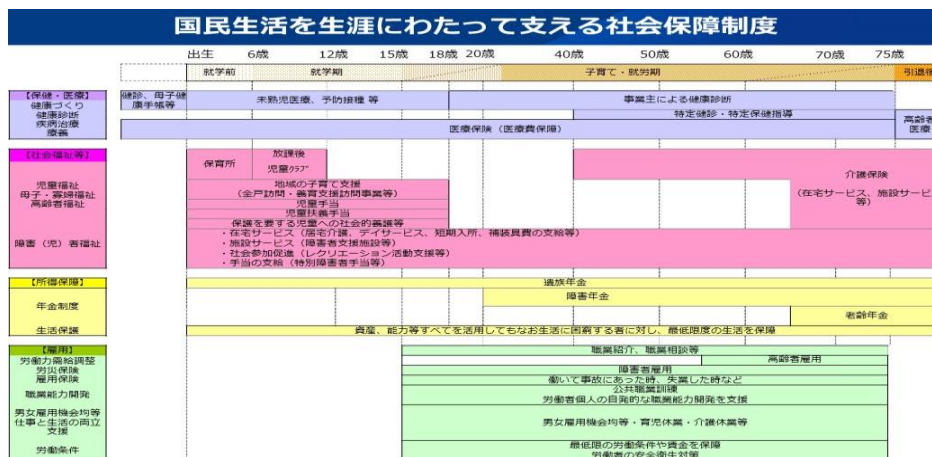 国民生活を生涯にわたって支える社会保障制度
出生 6歳 12歳 15歳 18歳 20歳 40歳 50歳 60歳 70歳 75歳
就学前 就学期 子育て・就労期 引退後
【保健・医療】
健康づくり
健康診断
疾病治療
療養
健診、母子健
康手帳等
未熟児医療、予防接種 等
事業主による健康診断
特定健診・特定保健指導
高齢者
医療
医療保険（医療費保障）
【社会福祉等】
児童福祉
母子・寡婦福祉
高齢者福祉
障害（児）者福祉
保育所
放課後
児童ｸﾗﾌﾞ
地域の子育て支援
（全戸訪問・養育支援訪問事業等）
児童手当
児童扶養手当
保護を要する児童への社会的養護等
介護保険
（在宅サービス、施設サービス
等）
・在宅サービス（居宅介護、デイサービス、短期入所、補装具費の支給等）
・施設サービス（障害者支援施設等）
・社会参加促進（レクリエーション活動支援等）
・手当の支給（特別障害者手当等）
【所得保障】
年金制度
生活保護
遺族年金
障害年金
老齢年金
資産、能力等すべてを活用してもなお生活に困窮する者に対し、最低限度の生活を保障
【雇用】
労働力需給調整
労災保険
雇用保険
職業能力開発
男女雇用機会均等
仕事と生活の両立
支援
労働条件
職業紹介、職業相談等
高齢者雇用
障害者雇用
働いて事故にあった時、失業した時など
公共職業訓練
労働者個人の自発的な職業能力開発を支援
男女雇用機会均等・育児休業・介護休業等
最低限の労働条件や賃金を保障
労働者の安全衛生対策